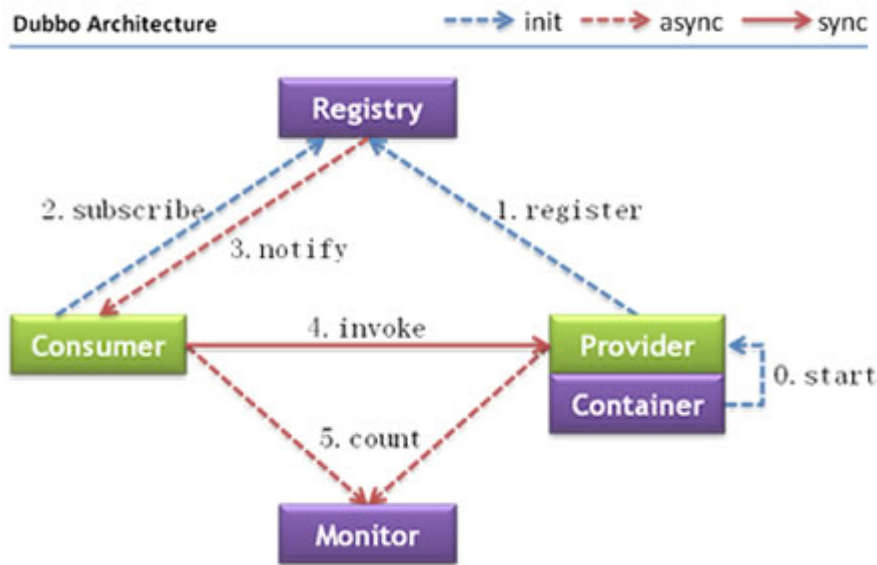 Dubbo Architecture
init
async
sync
Registry
2. subscribe
1. register
3. notify
Consumer
4. invoke
Provider
0. start
Container
5. count
Monitor